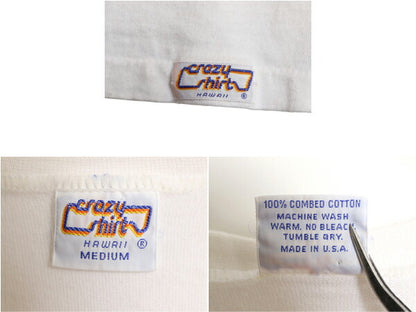 crazy
shirt
HAWAII ®
crazy
shirt
HAWAII ®
MEDIUM
100% COMBED COTTON
MACHINE WASH
WARM, NO BLEACH,
TUMBLE DRY.
MADE IN U.S.A.